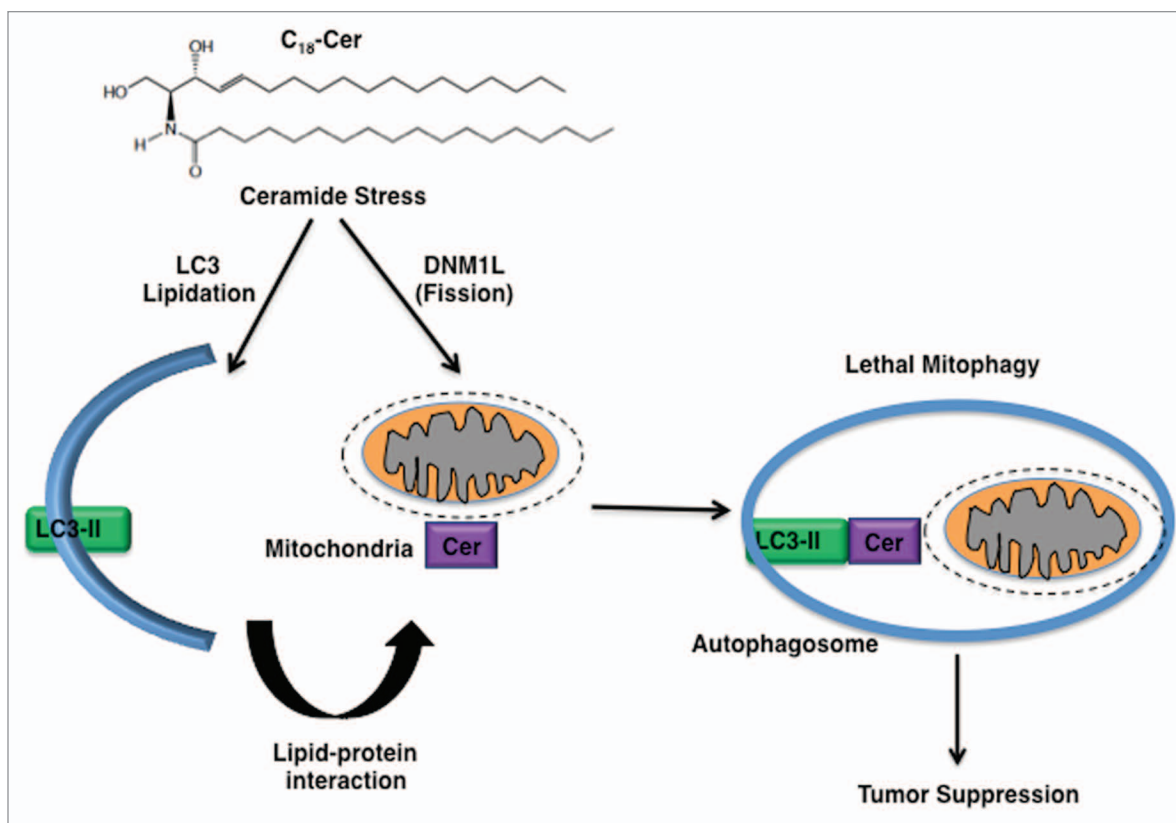 C18-Cer
OH
HO
N
H
O
Ceramide Stress
LC3
Lipidation
DNM1L
(Fission)
Lethal Mitophagy
LC3-II
Mitochondria
Cer
LC3-II
Cer
Autophagosome
Lipid-protein
interaction
Tumor Suppression